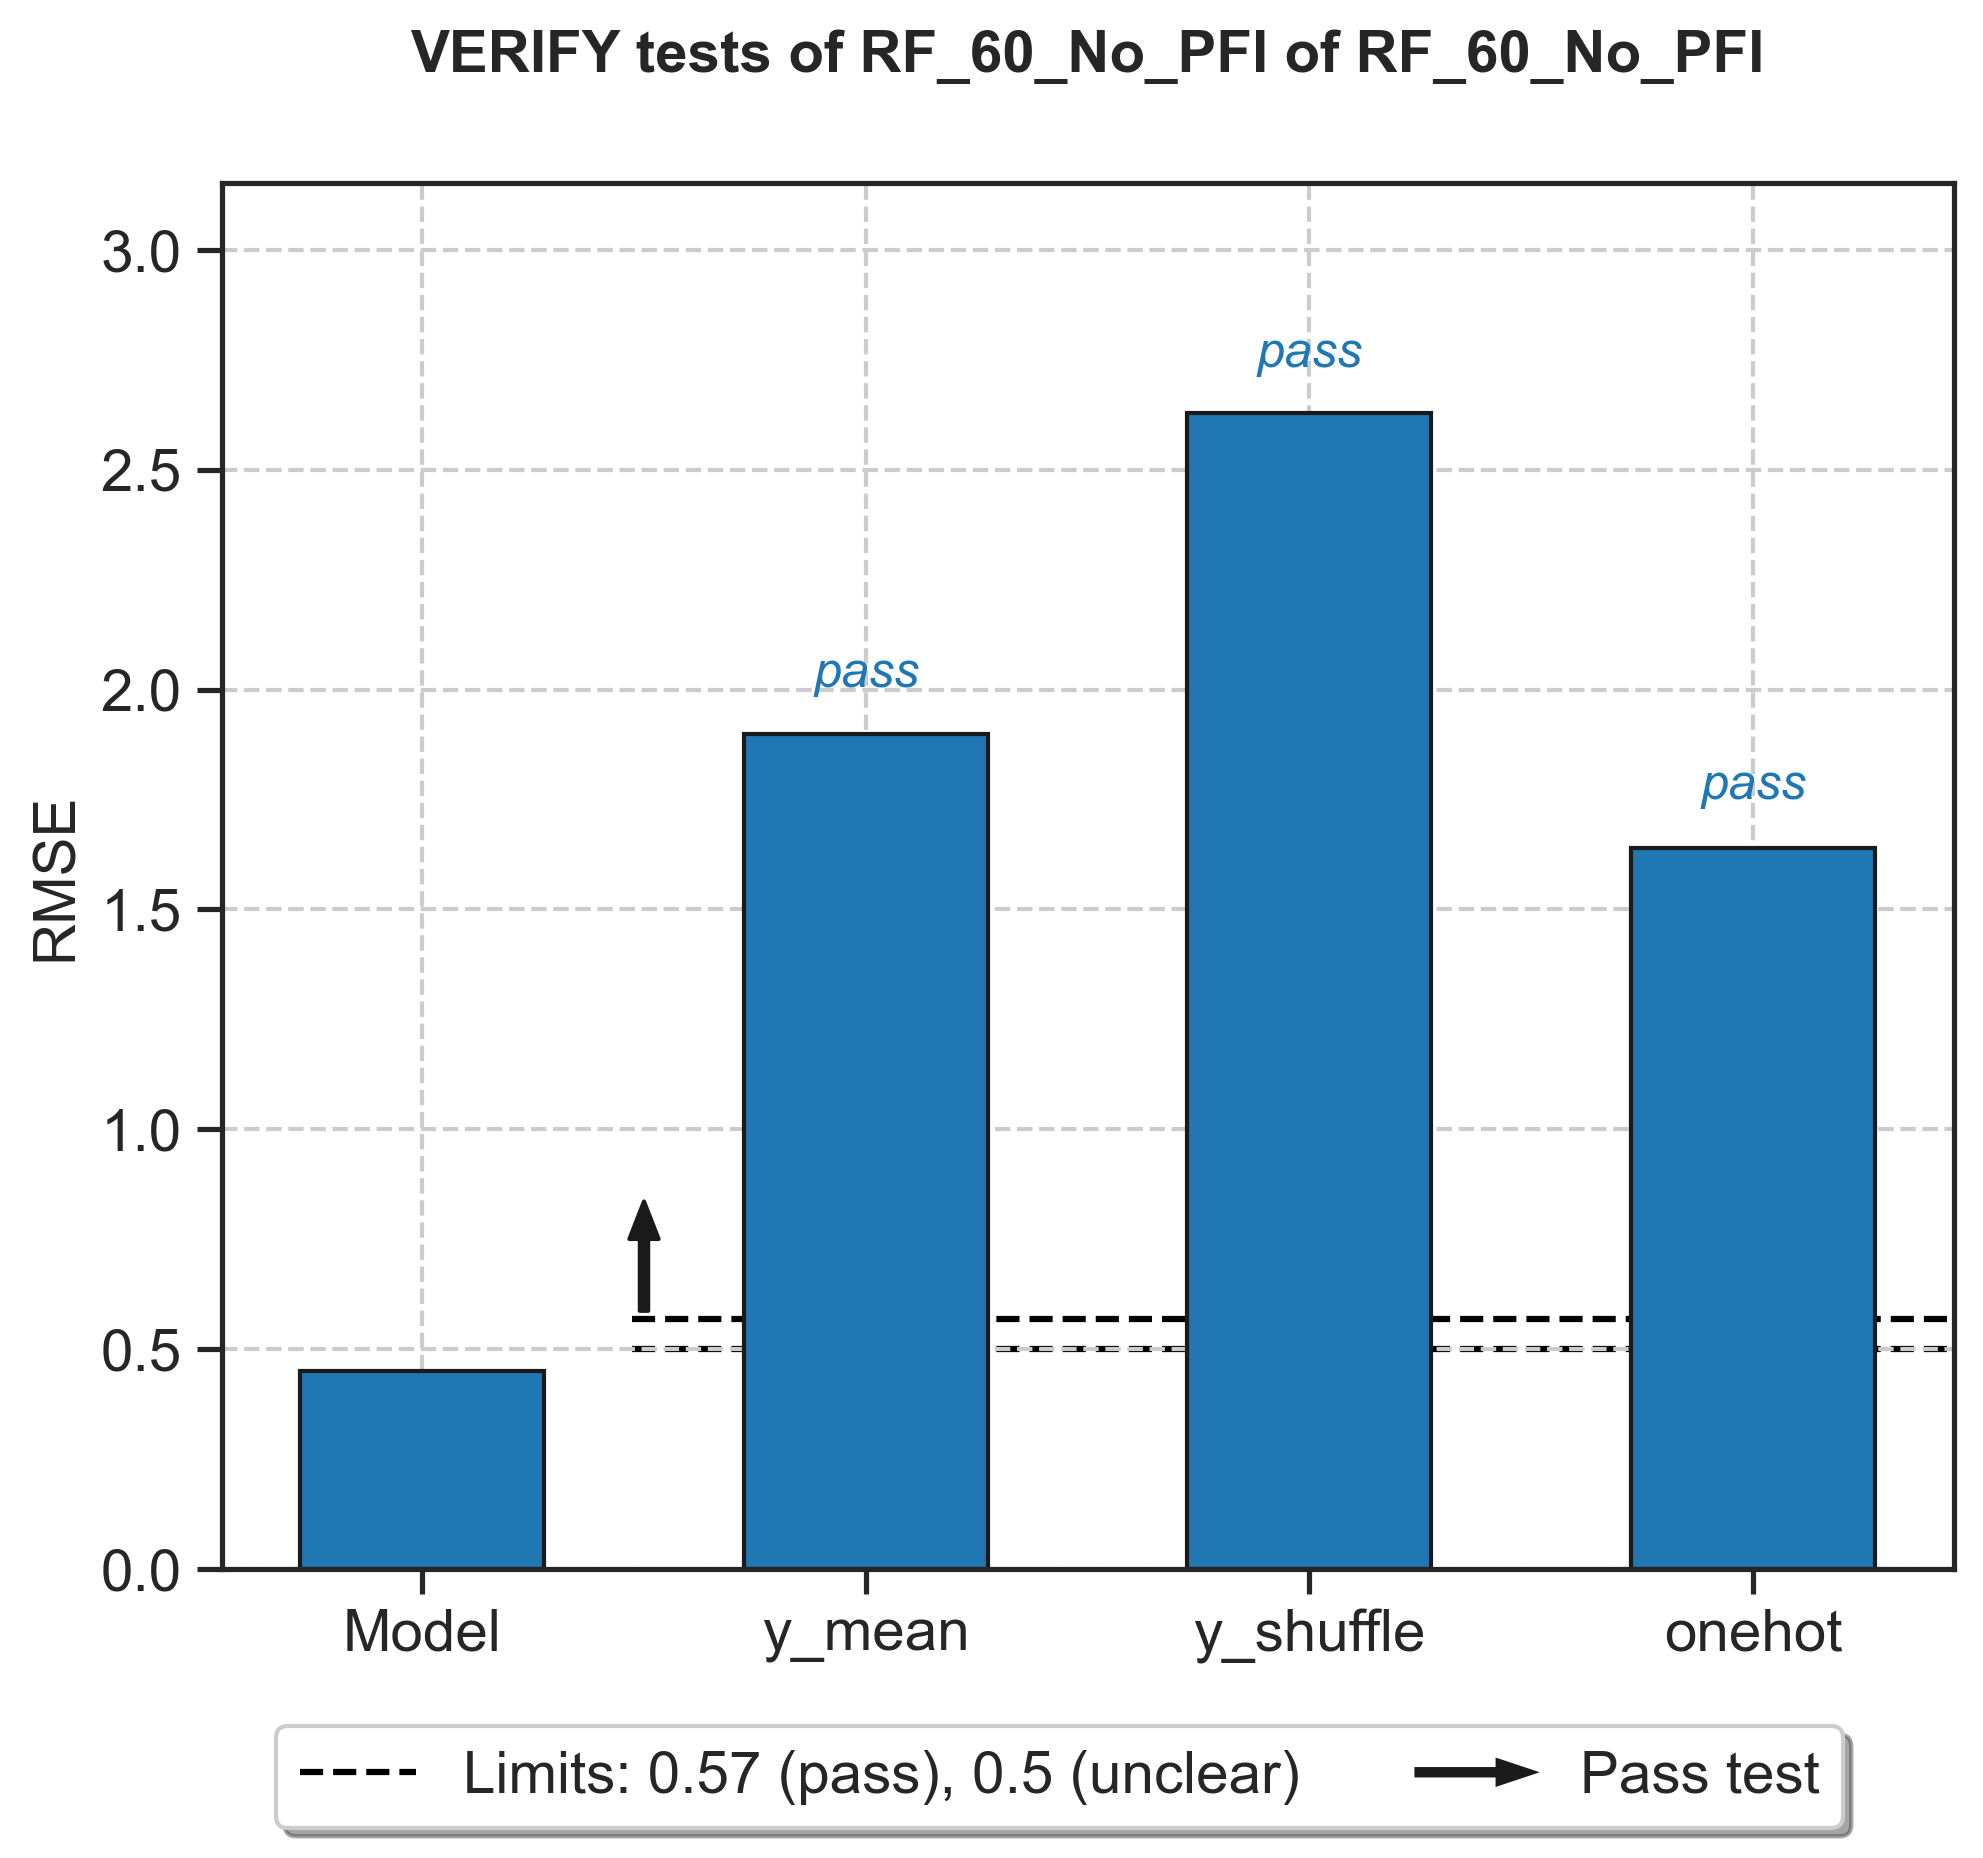 VERIFY tests of RF_60_No_PFI of RF_60_No_PFI
3.0
2.5
2.0
1.5
1.0
0.5
0.0
RMSE
pass
pass
pass
Model y_mean y_shuffle onehot
Limits: 0.57 (pass), 0.5 (unclear) Pass test